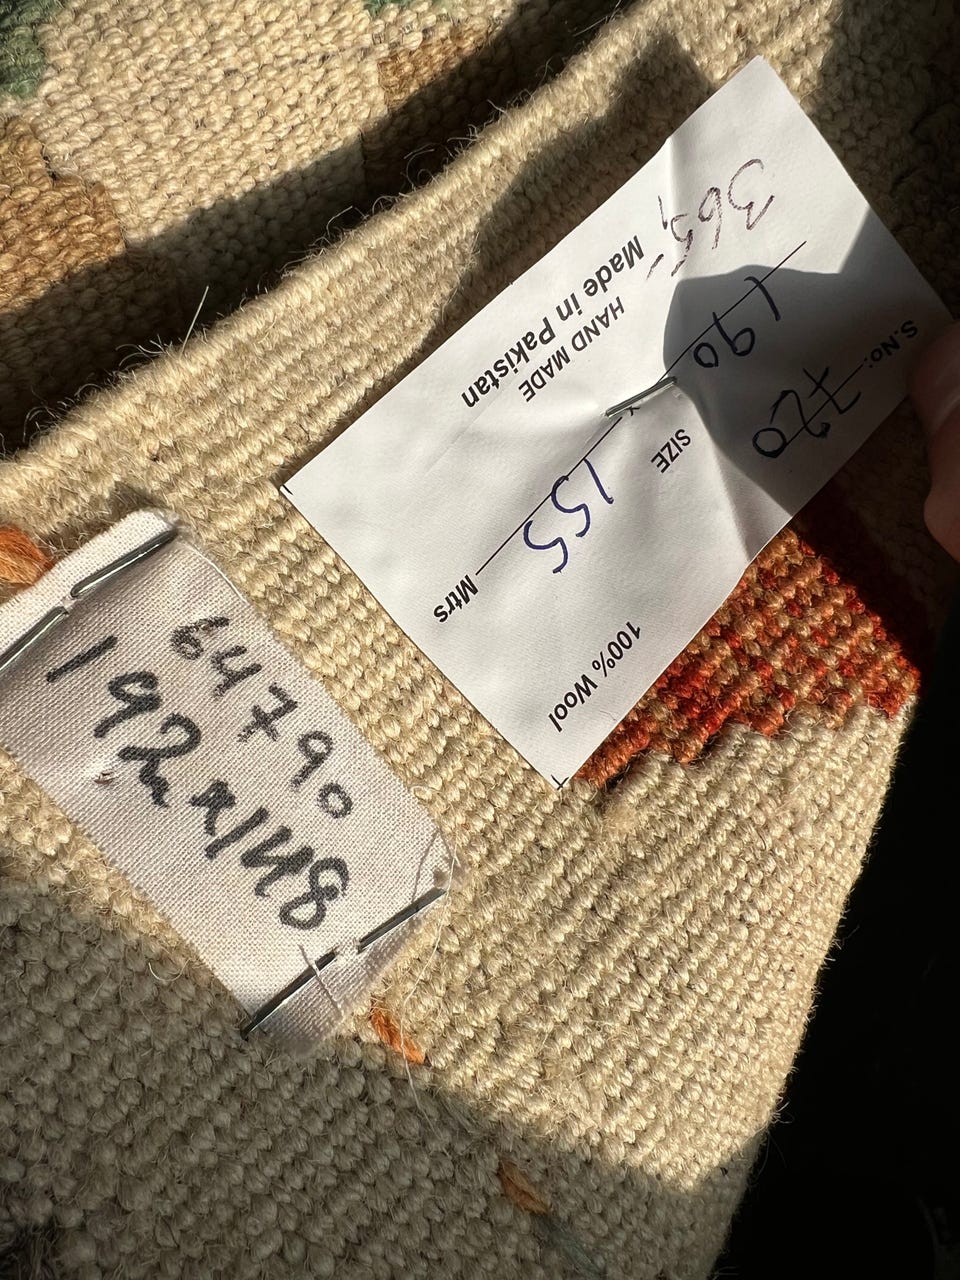 S.No: 720 100% Wool
SIZE
190 x 155 Mtrs
HAND MADE
Made in Pakistan
365,-
64790
192x148